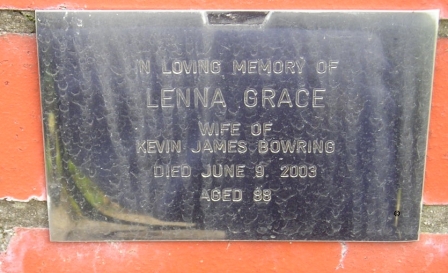 IN LOVING MEMORY OF
LENNA GRACE
WIFE OF
KEVIN JAMES BOWRING
DIED JUNE 9, 2003
AGED 88